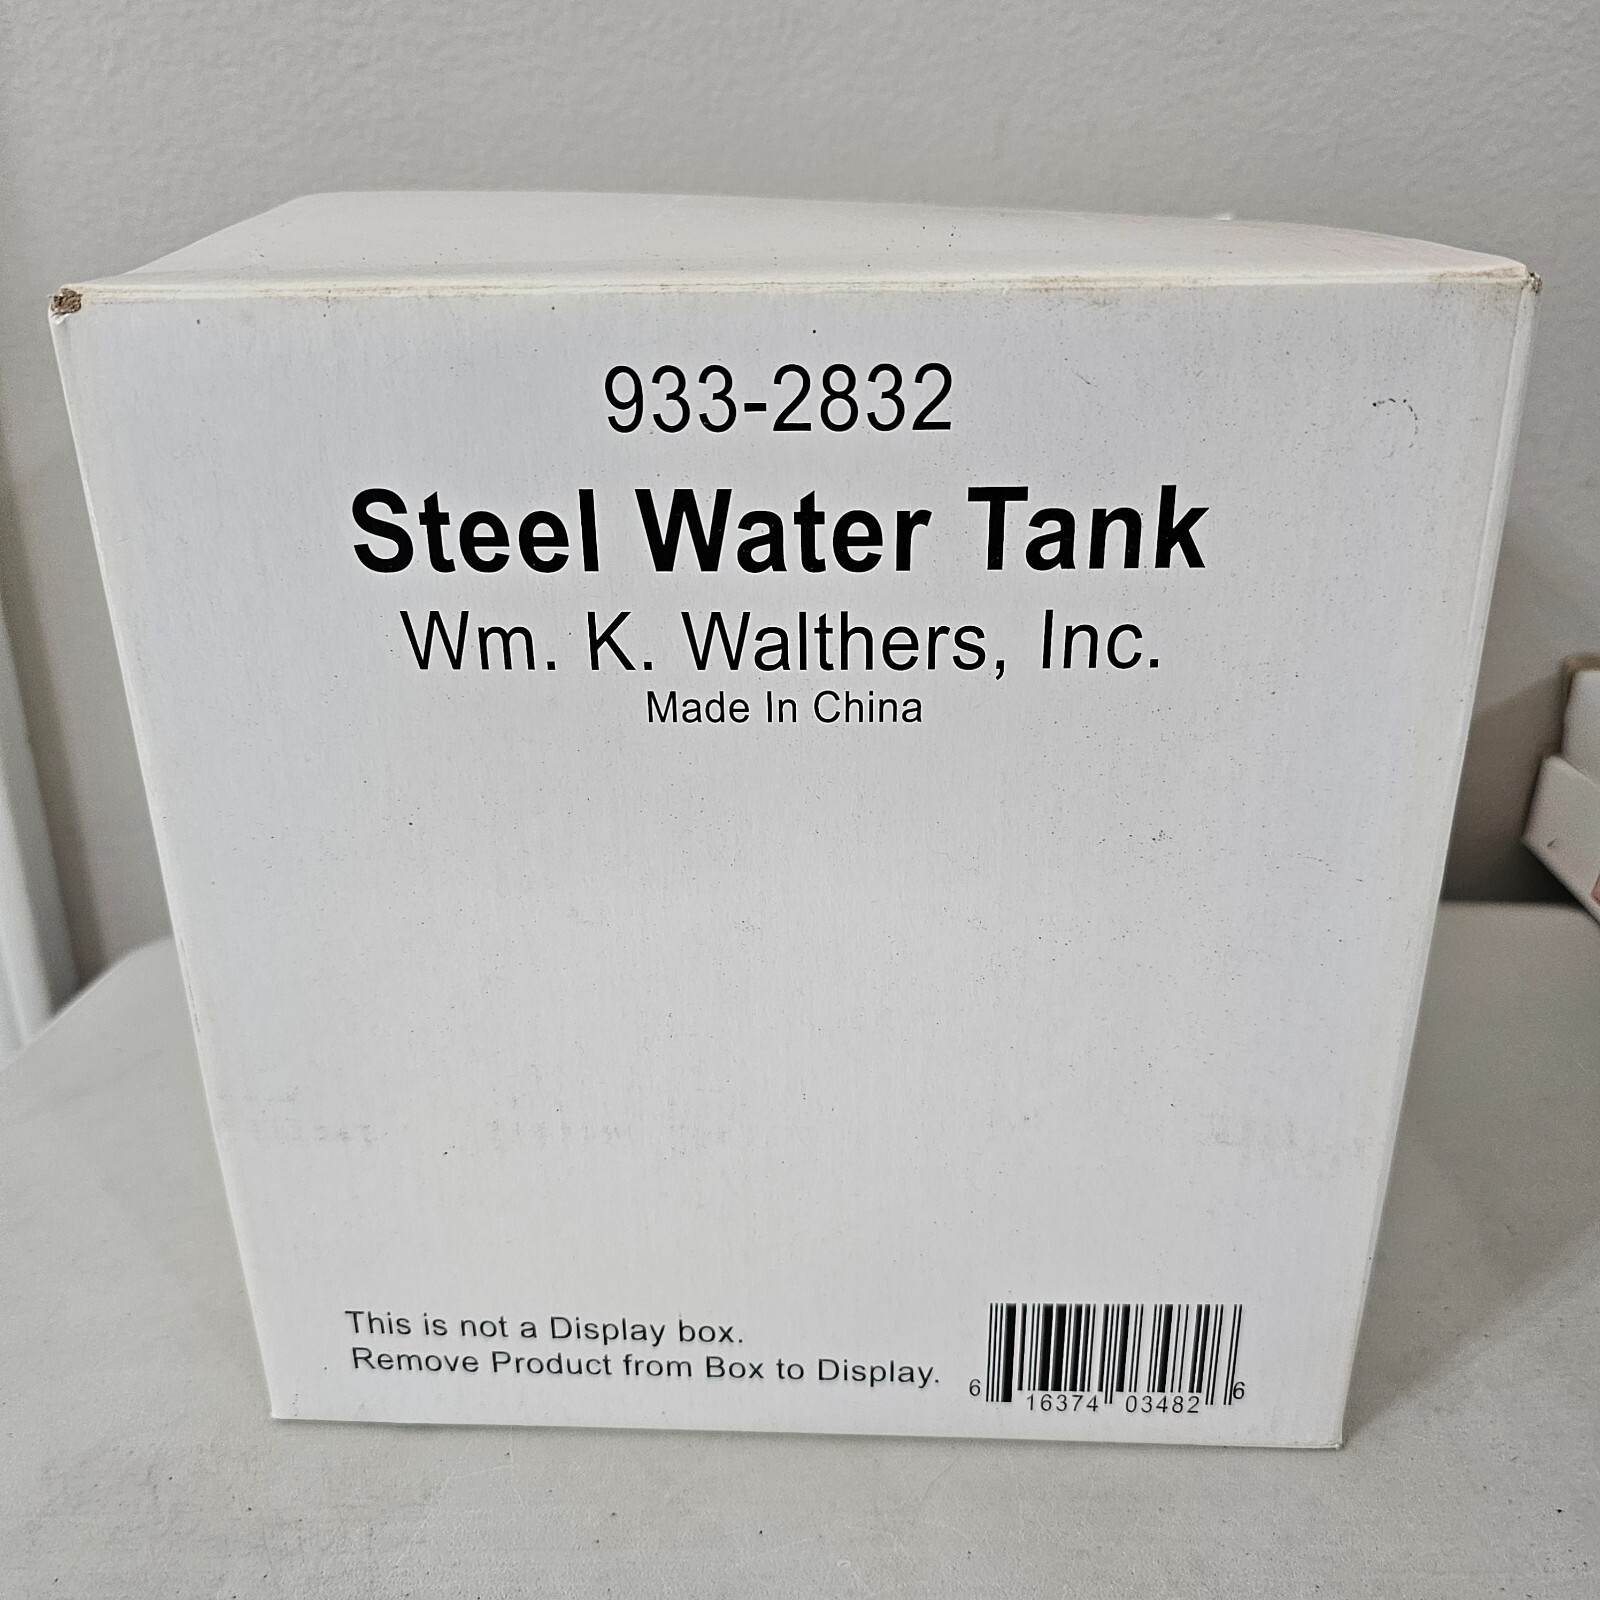 933-2832
Steel Water Tank
Wm. K. Walthers, Inc.
Made In China
This is not a Display box.
Remove Product from Box to Display.
6 16374 03482 6